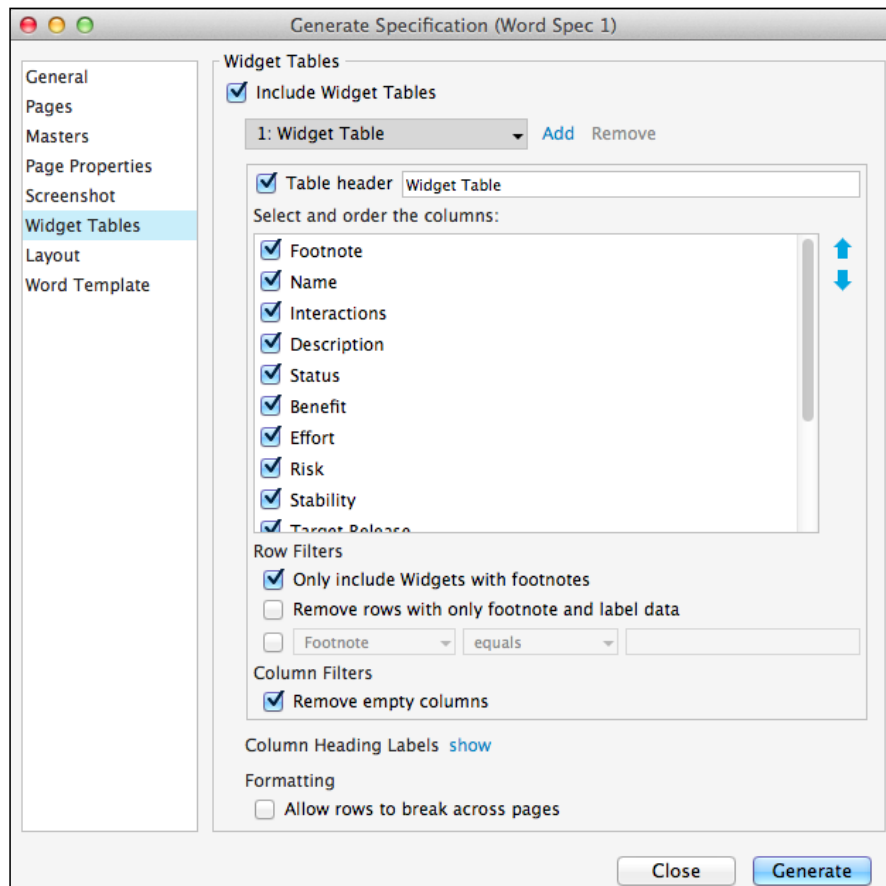 Generate Specification (Word Spec 1)
General
Pages
Masters
Page Properties
Screenshot
Widget Tables
Layout
Word Template
Widget Tables
Include Widget Tables
1: Widget Table Add Remove
Table header Widget Table
Select and order the columns:
Footnote
Name
Interactions
Description
Status
Benefit
Effort
Risk
Stability
Target Release
Row Filters
Only include Widgets with footnotes
Remove rows with only footnote and label data
Footnote equals
Column Filters
Remove empty columns
Column Heading Labels show
Formatting
Allow rows to break across pages
Close Generate